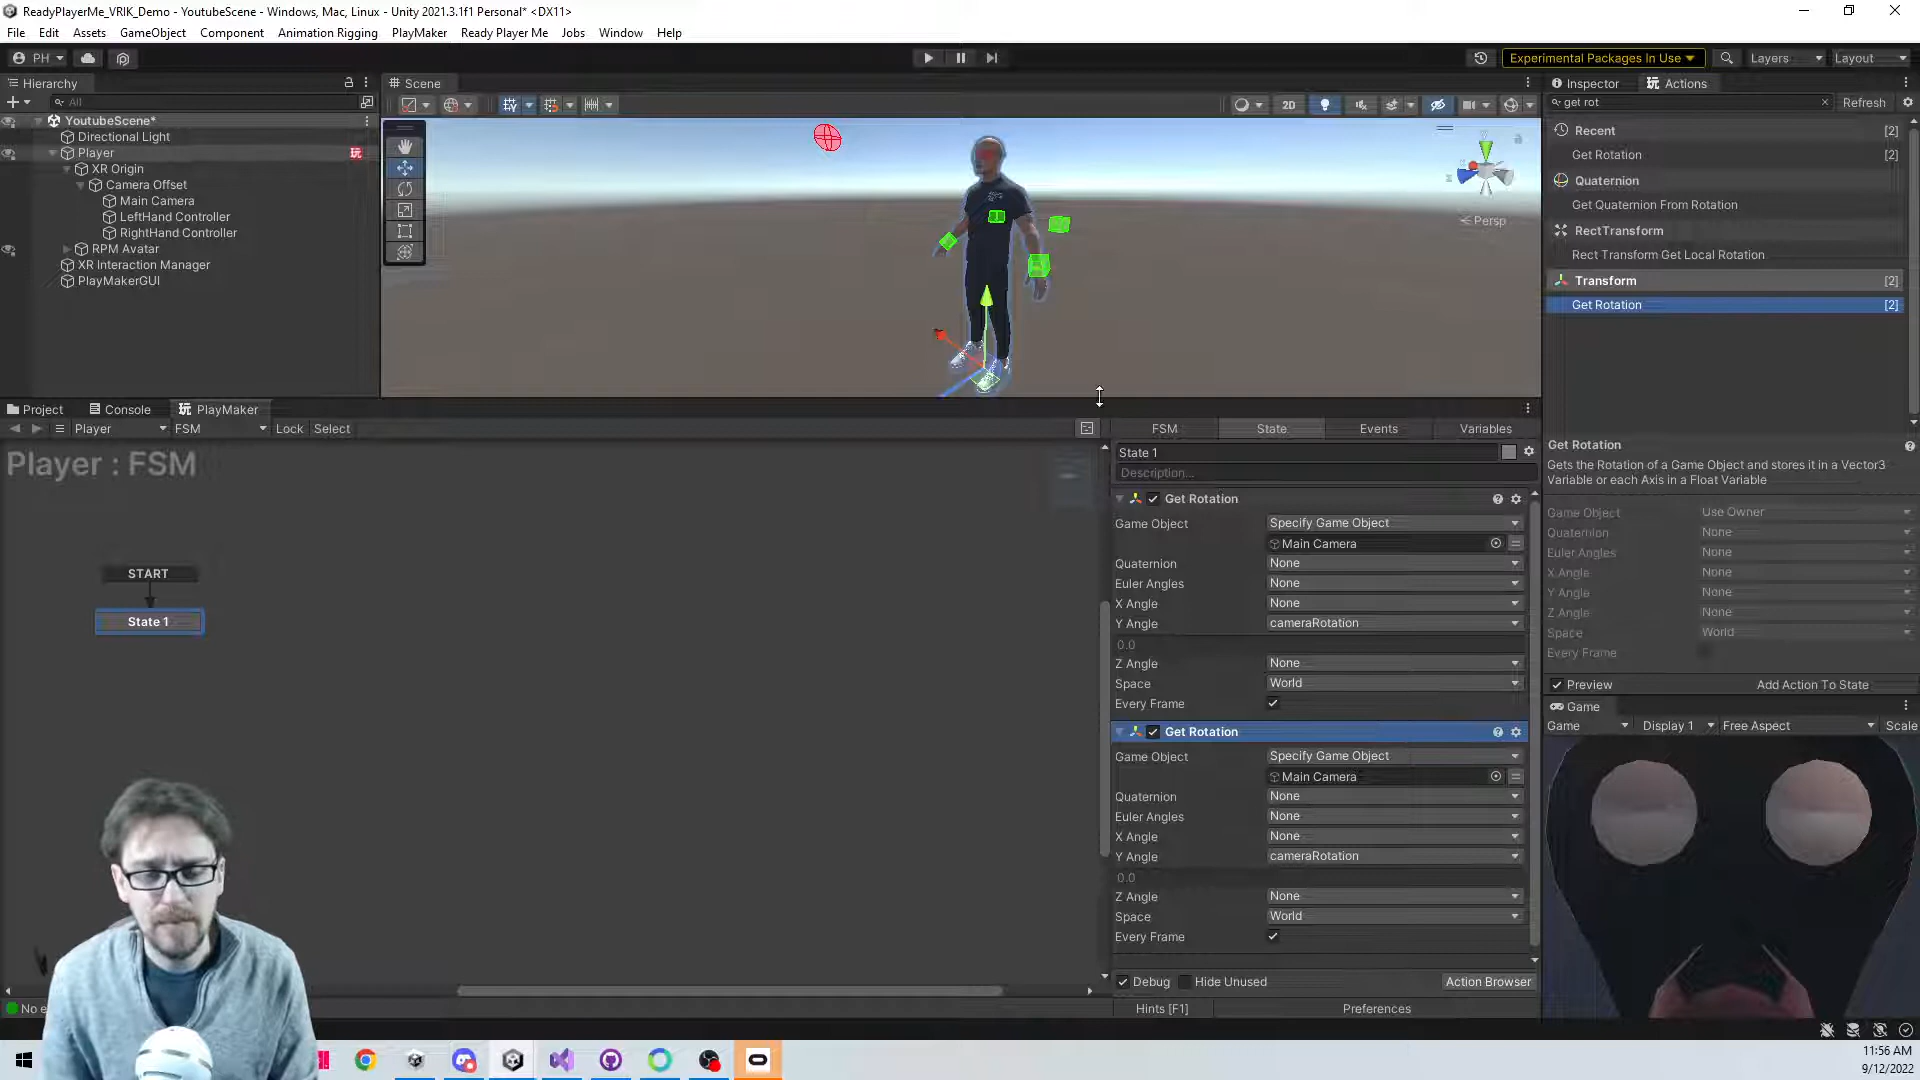 ReadyPlayerMe_VRIK_Demo - YoutubeScene - Windows, Mac, Linux - Unity 2021.3.1f1 Personal* <DX11>
File Edit Assets GameObject Component Animation Rigging PlayMaker Ready Player Me Jobs Window Help
PH
Experimental Packages In Use
Layers
Layout
Hierarchy
All
YoutubeScene*
Directional Light
Player
XR Origin
Camera Offset
Main Camera
LeftHand Controller
RightHand Controller
RPM Avatar
XR Interaction Manager
PlayMakerGUI
Scene
2D
Persp
Inspector
Actions
get rot
Refresh
Recent [2]
Get Rotation [2]
Quaternion
Get Quaternion From Rotation
RectTransform
Rect Transform Get Local Rotation
Transform [2]
Get Rotation [2]
Get Rotation
Gets the Rotation of a Game Object and stores it in a Vector3
Variable or each Axis in a Float Variable
Game Object Use Owner
Quaternion None
Euler Angles None
X Angle None
Y Angle None
Z Angle None
Space World
Every Frame
Preview
Add Action To State
Project Console PlayMaker
Player FSM Lock Select
Player : FSM
START
State 1
FSM State Events Variables
State 1
Description...
Get Rotation
Game Object Specify Game Object
Main Camera
Quaternion None
Euler Angles None
X Angle None
Y Angle cameraRotation
0.0
Z Angle None
Space World
Every Frame
Get Rotation
Game Object Specify Game Object
Main Camera
Quaternion None
Euler Angles None
X Angle None
Y Angle cameraRotation
0.0
Z Angle None
Space World
Every Frame
Debug Hide Unused Action Browser
Hints [F1] Preferences
Game
Game Display 1 Free Aspect Scale
No e
11:56 AM
9/12/2022